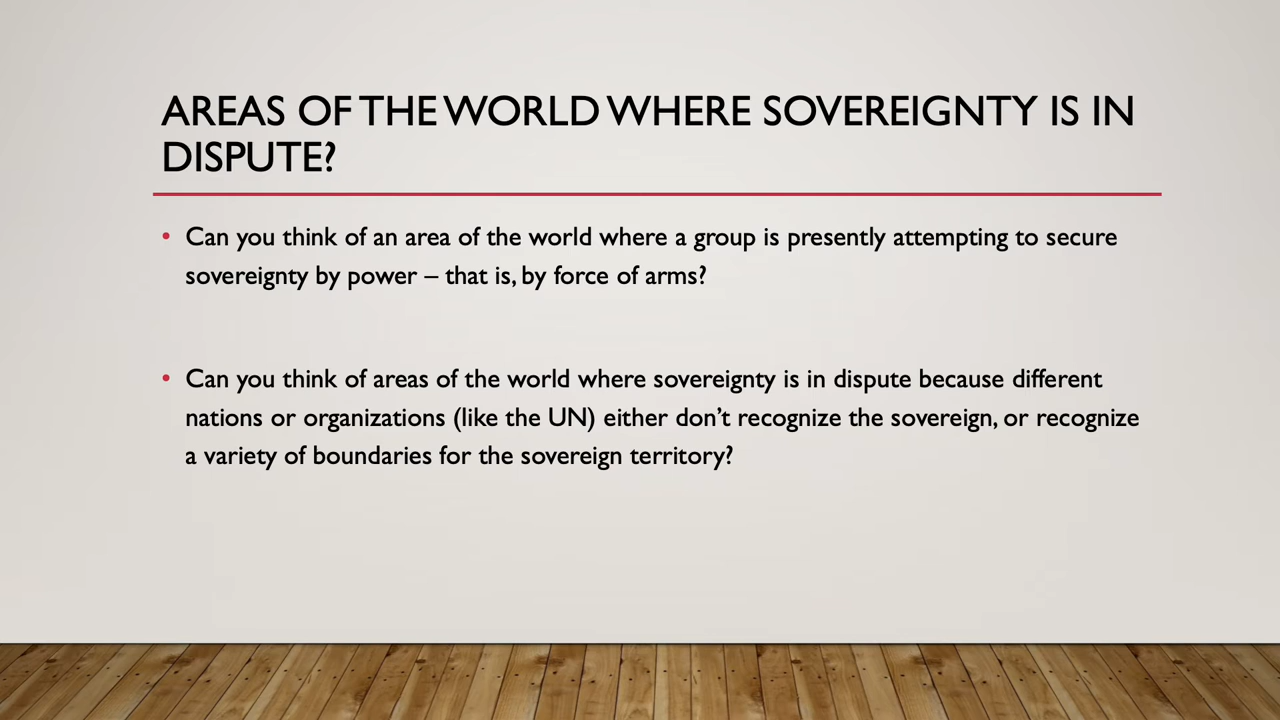 AREAS OF THE WORLD WHERE SOVEREIGNTY IS IN
DISPUTE?
• Can you think of an area of the world where a group is presently attempting to secure
sovereignty by power – that is, by force of arms?
• Can you think of areas of the world where sovereignty is in dispute because different
nations or organizations (like the UN) either don’t recognize the sovereign, or recognize
a variety of boundaries for the sovereign territory?